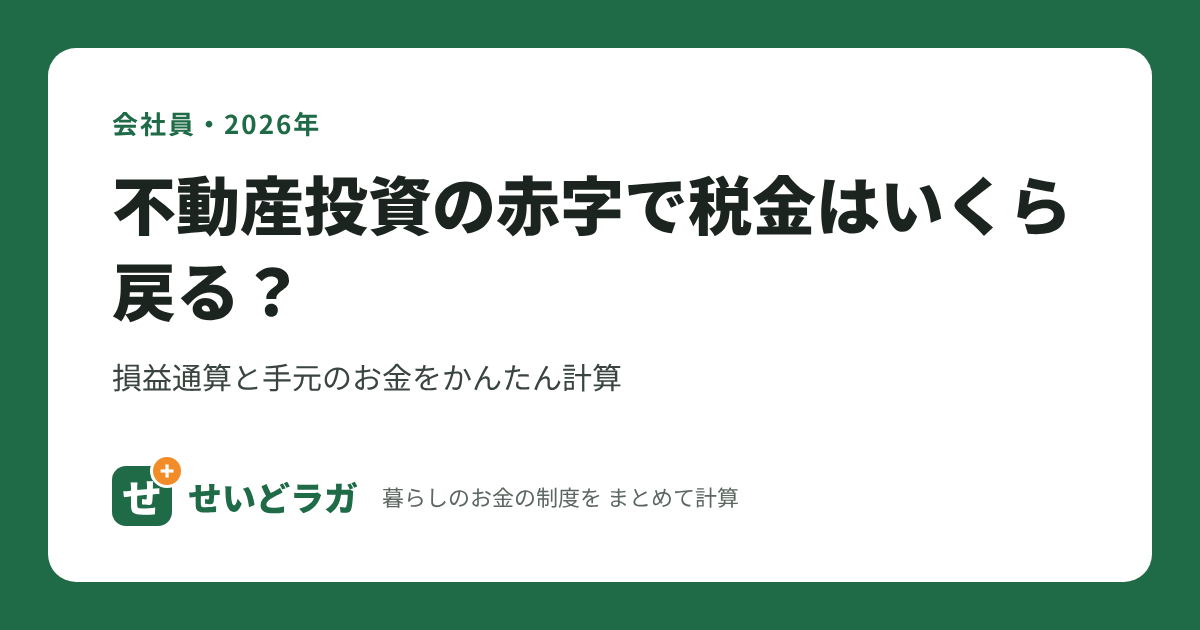 会社員・2026年
不動産投資の赤字で税金はいくら
戻る？
損益通算と手元のお金をかんたん計算
せ+
せいどラガ 暮らしのお金の制度を まとめて計算